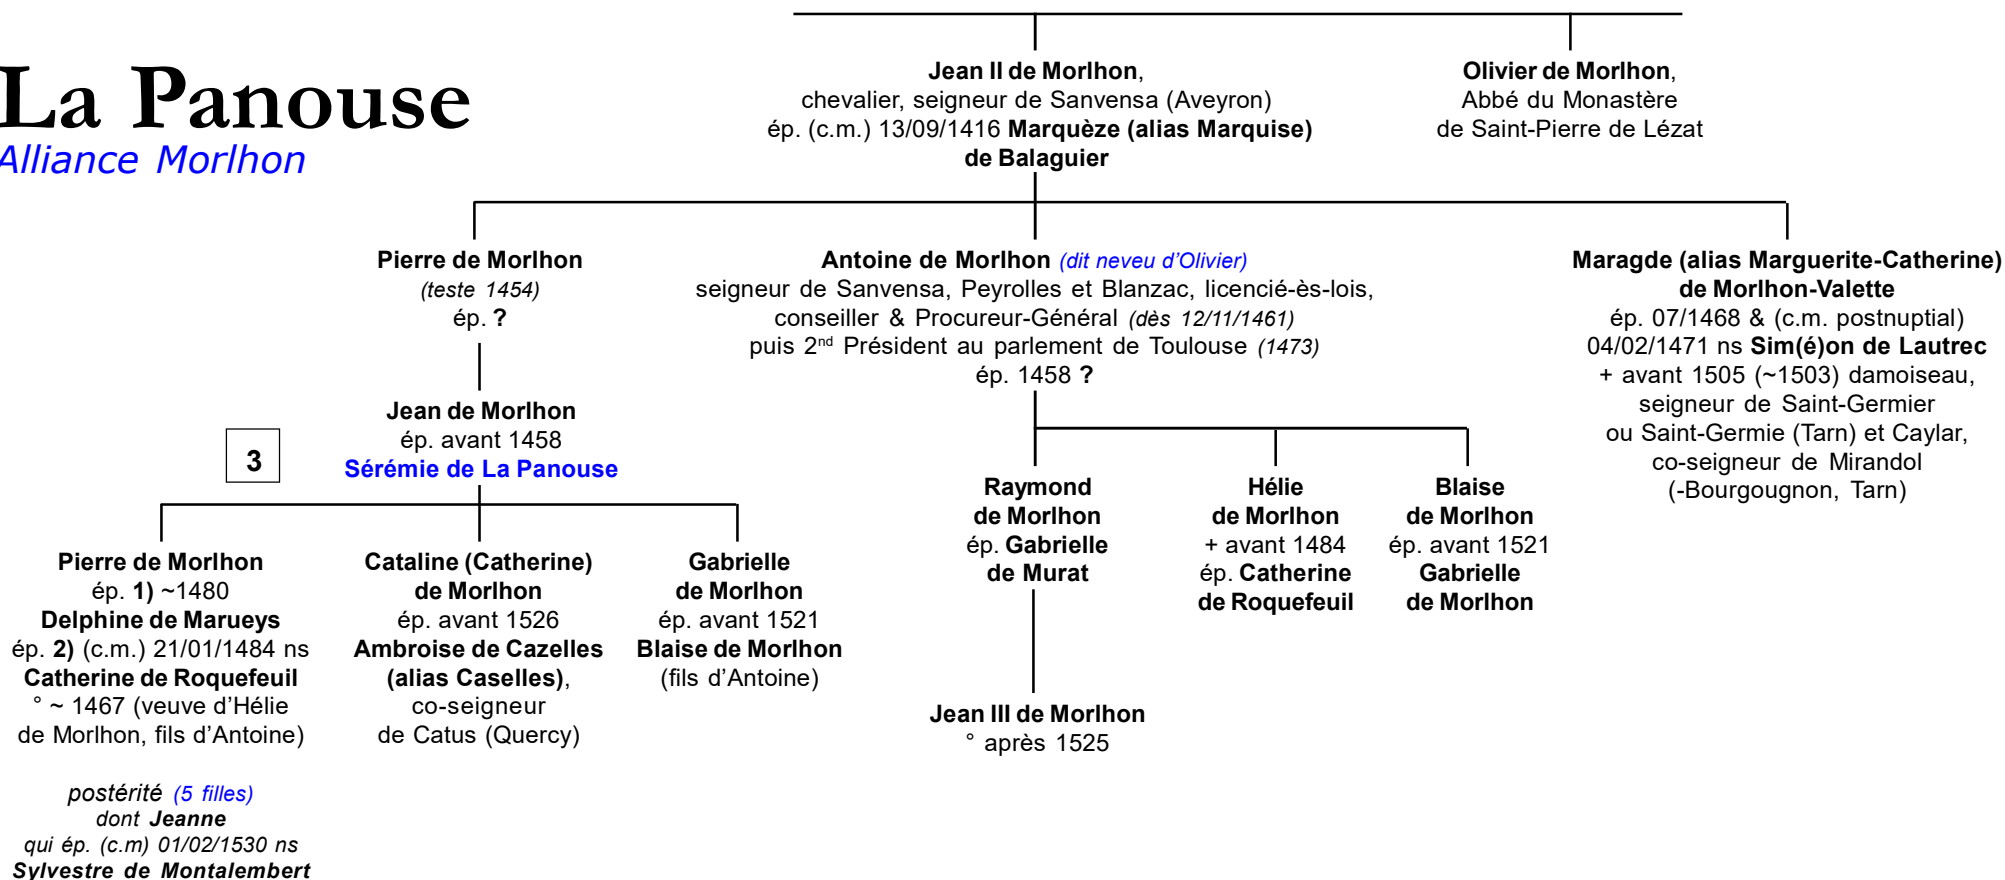 La Panouse
Alliance Morlhon
Jean II de Morlhon,
chevalier, seigneur de Sanvensa (Aveyron)
ép. (c.m.) 13/09/1416 Marquèze (alias Marquise)
de Balaguier
Olivier de Morlhon,
Abbé du Monastère
de Saint-Pierre de Lézat
Pierre de Morlhon
(teste 1454)
ép. ?
Antoine de Morlhon (dit neveu d’Olivier)
seigneur de Sanvensa, Peyrolles et Blanzac, licencié-ès-lois,
conseiller & Procureur-Général (dès 12/11/1461)
puis 2nd Président au parlement de Toulouse (1473)
ép. 1458 ?
Maragde (alias Marguerite-Catherine)
de Morlhon-Valette
ép. 07/1468 & (c.m. postnuptial)
04/02/1471 ns Sim(é)on de Lautrec
+ avant 1505 (~1503) damoiseau,
seigneur de Saint-Germier
ou Saint-Germie (Tarn) et Caylar,
co-seigneur de Mirandol
(-Bourgougnon, Tarn)
Jean de Morlhon
ép. avant 1458
Sérémie de La Panouse
3
Raymond
de Morlhon
ép. Gabrielle
de Murat
Hélie
de Morlhon
+ avant 1484
ép. Catherine
de Roquefeuil
Blaise
de Morlhon
ép. avant 1521
Gabrielle
de Morlhon
Pierre de Morlhon
ép. 1) ~1480
Delphine de Marueys
ép. 2) (c.m.) 21/01/1484 ns
Catherine de Roquefeuil
° ~ 1467 (veuve d’Hélie
de Morlhon, fils d’Antoine)
Cataline (Catherine)
de Morlhon
ép. avant 1526
Ambroise de Cazelles
(alias Caselles),
co-seigneur
de Catus (Quercy)
Gabrielle
de Morlhon
ép. avant 1521
Blaise de Morlhon
(fils d’Antoine)
Jean III de Morlhon
° après 1525
postérité (5 filles)
dont Jeanne
qui ép. (c.m) 01/02/1530 ns
Sylvestre de Montalembert